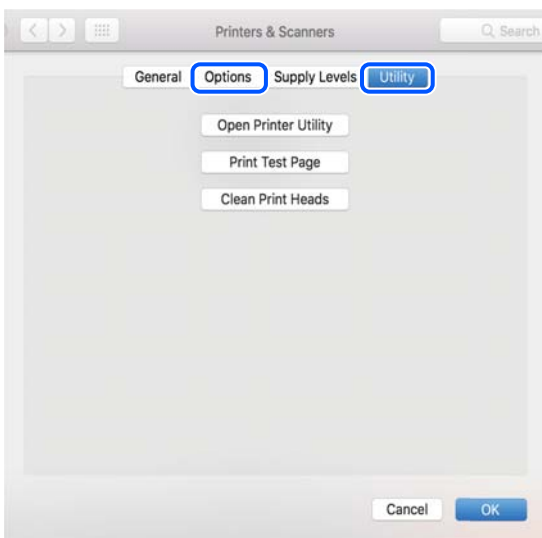 Printers & Scanners Search
General Options Supply Levels Utility
Open Printer Utility
Print Test Page
Clean Print Heads
Cancel OK